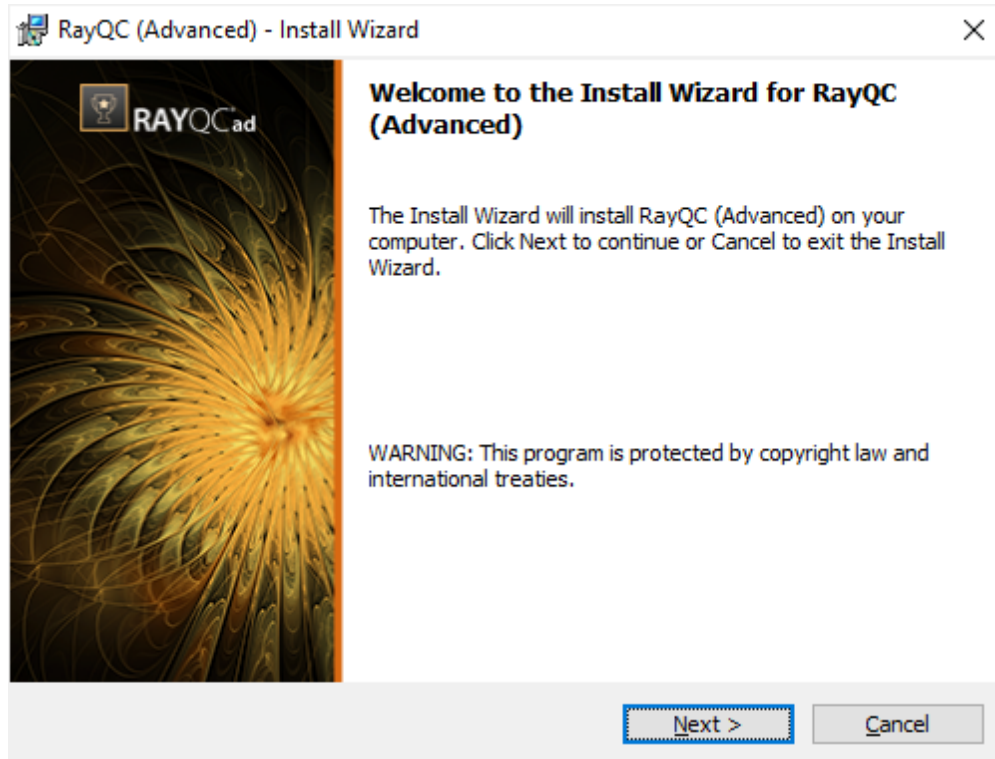 RayQC (Advanced) - Install Wizard
RAYQC ad
Welcome to the Install Wizard for RayQC
(Advanced)
The Install Wizard will install RayQC (Advanced) on your
computer. Click Next to continue or Cancel to exit the Install
Wizard.
WARNING: This program is protected by copyright law and
international treaties.
Next >
Cancel